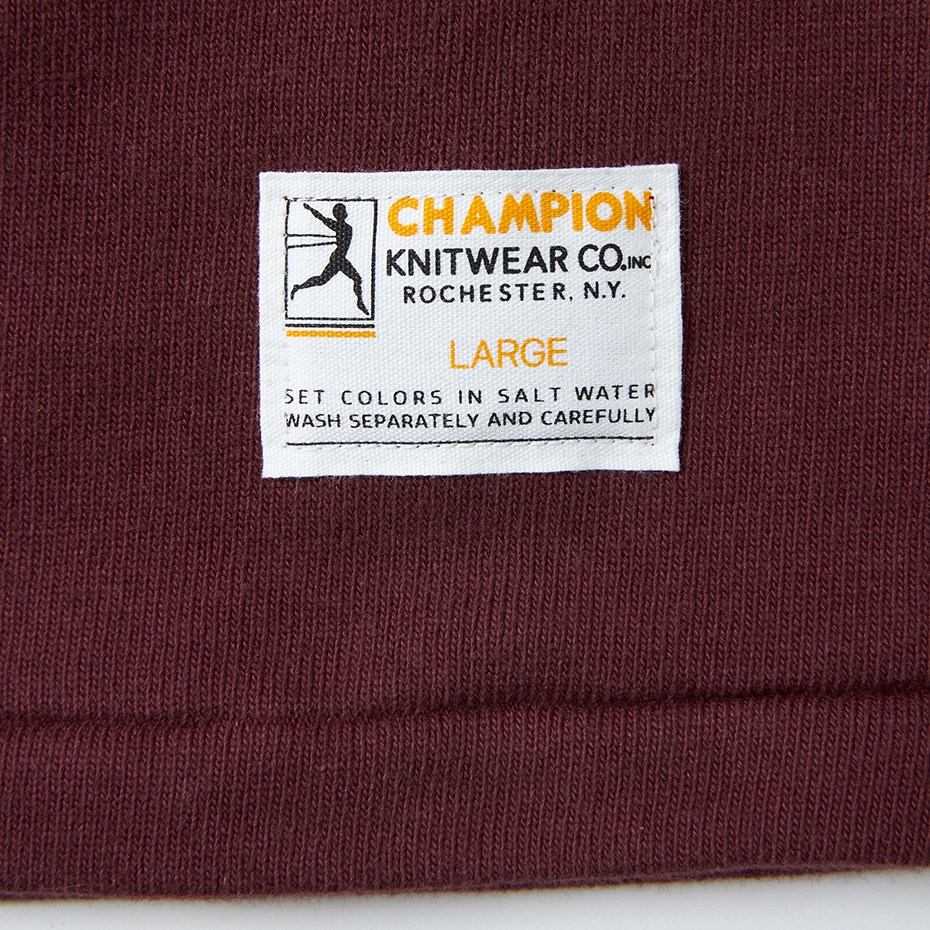 CHAMPION
KNITWEAR CO. INC
ROCHESTER, N.Y.
LARGE
SET COLORS IN SALT WATER
WASH SEPARATELY AND CAREFULLY